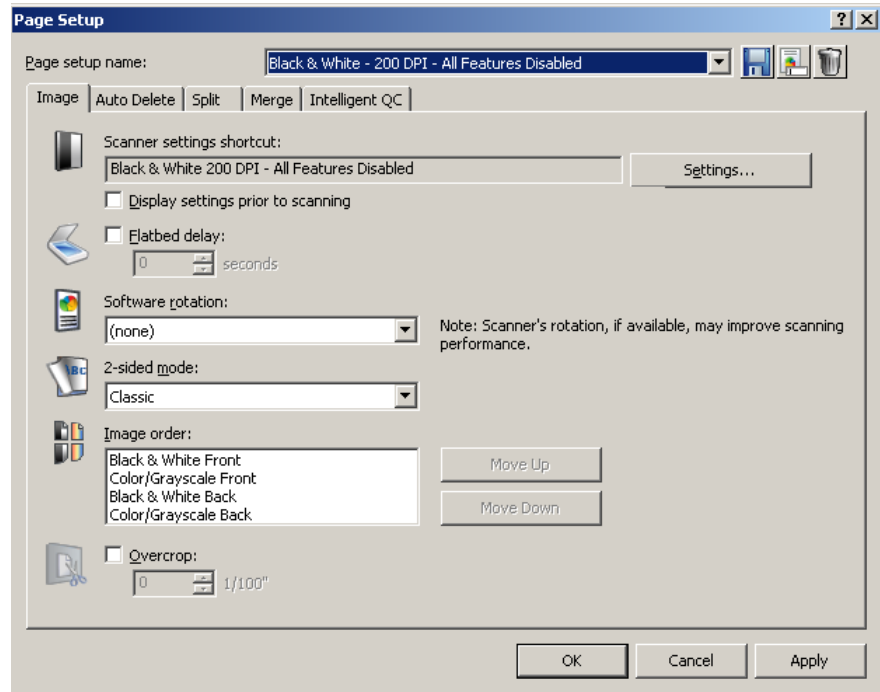 Page Setup
Page setup name:
Black & White - 200 DPI - All Features Disabled
Image
Auto Delete
Split
Merge
Intelligent QC
Scanner settings shortcut:
Black & White 200 DPI - All Features Disabled
Settings...
Display settings prior to scanning
Flatbed delay:
0 seconds
Software rotation:
(none)
Note: Scanner's rotation, if available, may improve scanning
performance.
2-sided mode:
Classic
ABC
Image order:
Black & White Front
Color/Grayscale Front
Black & White Back
Color/Grayscale Back
Move Up
Move Down
Overcrop:
0 1/100"
OK
Cancel
Apply